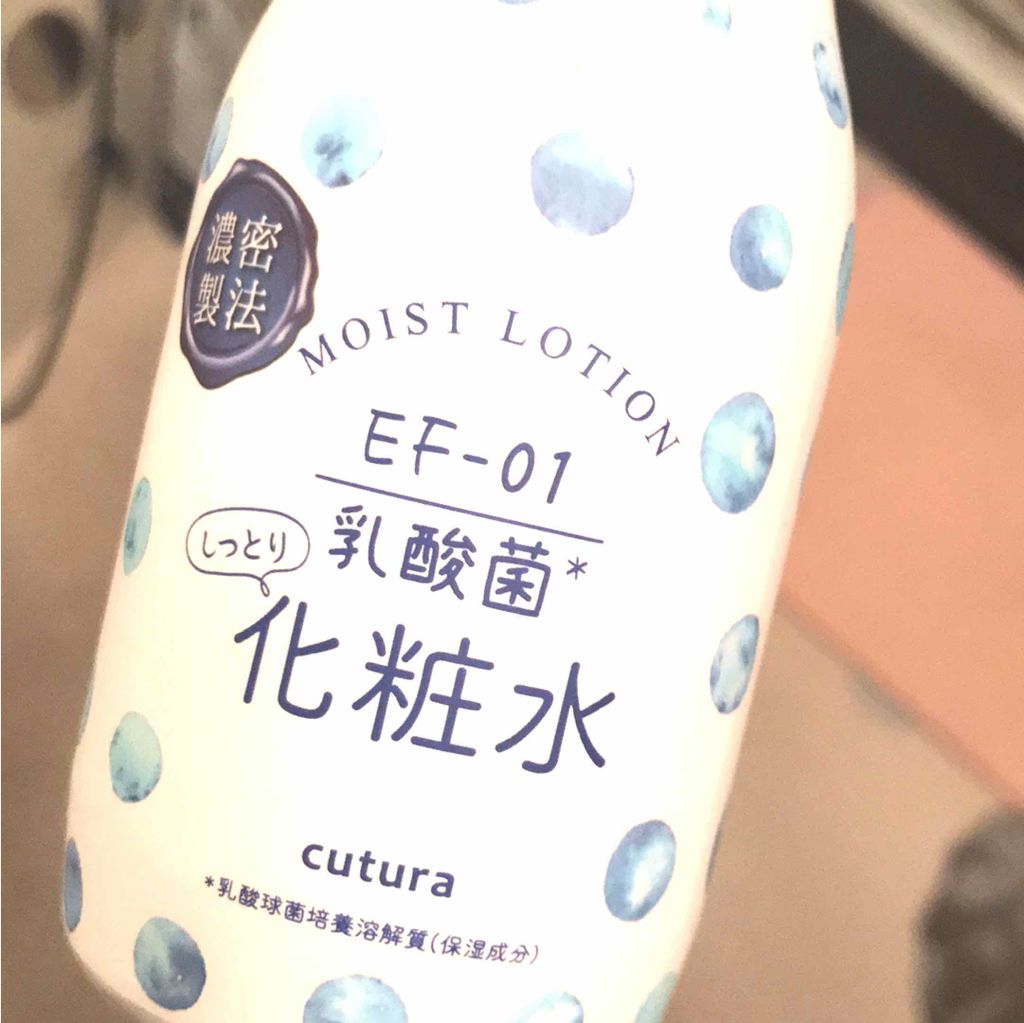 濃密
製法
MOIST LOTION
EF-01
乳酸菌*
しっとり
化粧水
cutura
*乳酸球菌培養溶解質(保湿成分)